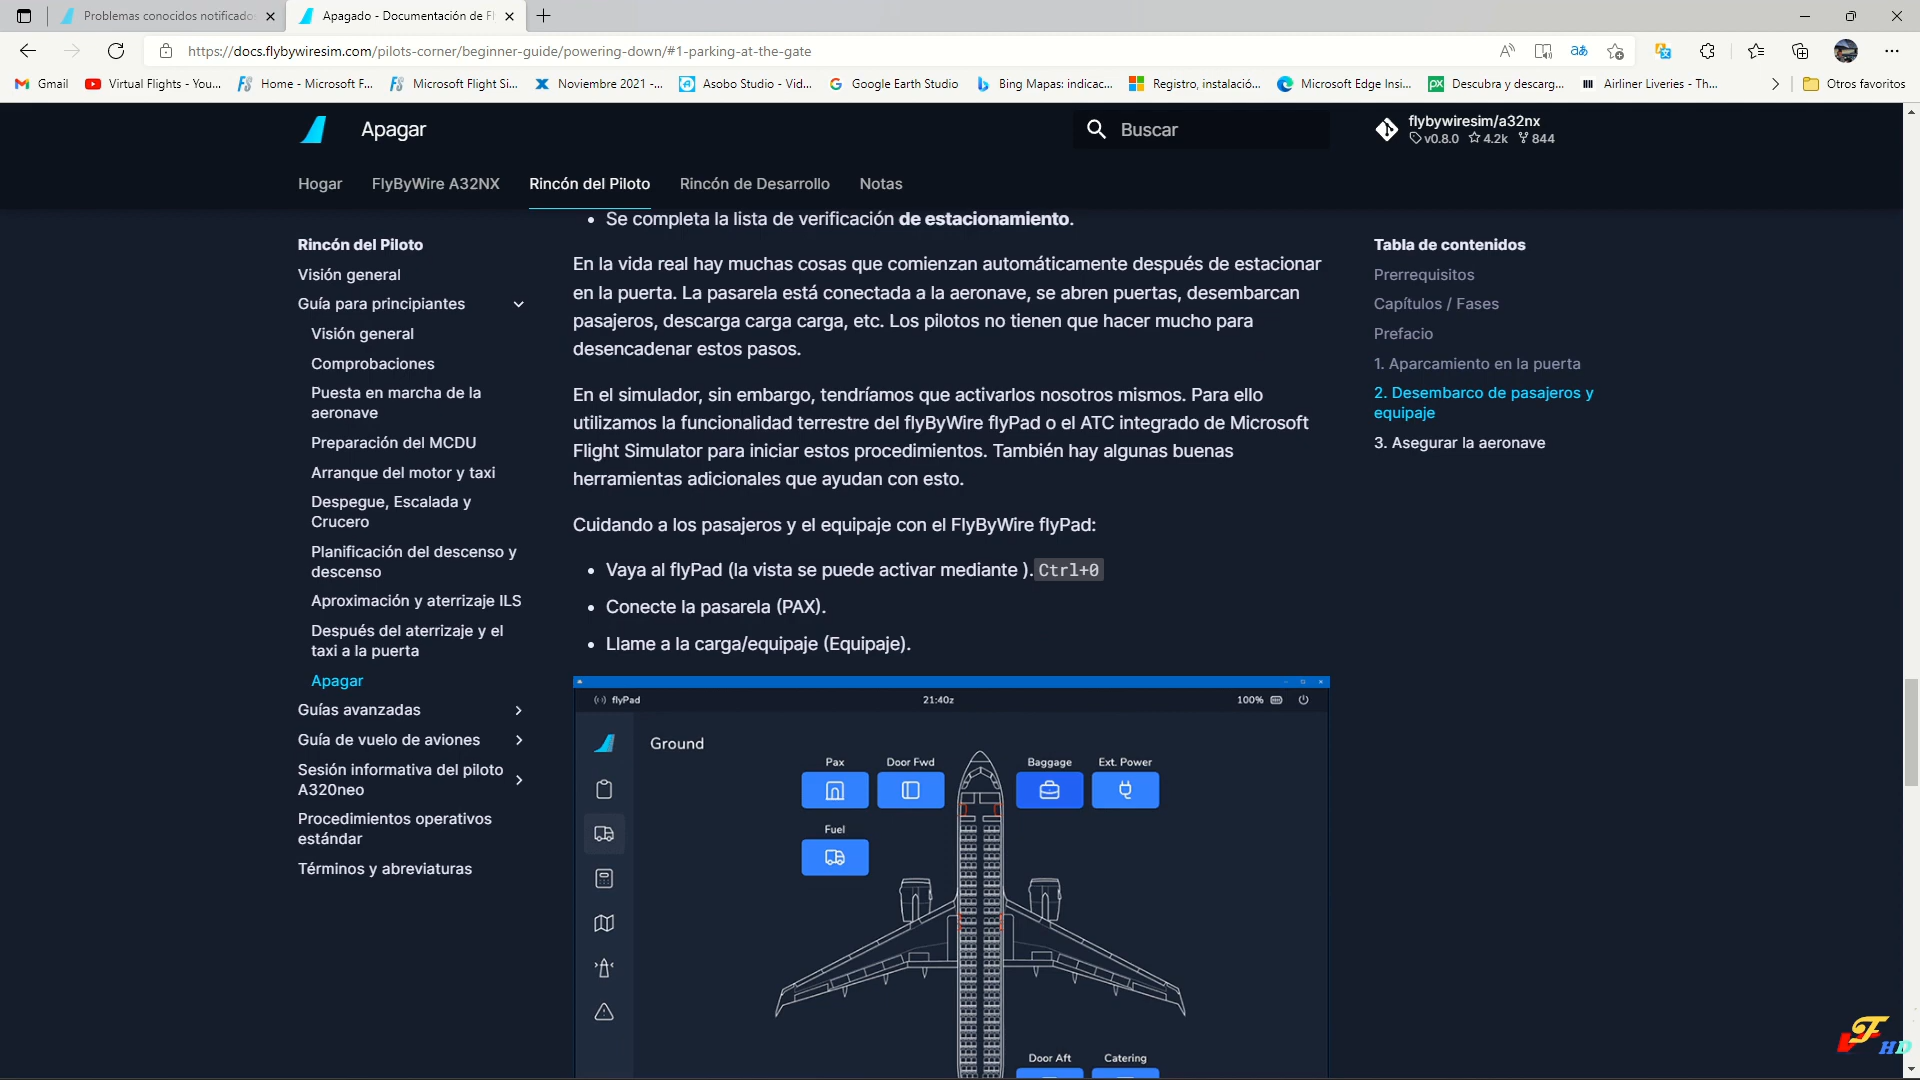 Problemas conocidos notificados
Apagado - Documentación de Fl
https://docs.flybywiresim.com/pilots-corner/beginner-guide/powering-down/#1-parking-at-the-gate
Gmail
Virtual Flights - You...
Home - Microsoft F...
Microsoft Flight Si...
Noviembre 2021 -...
Asobo Studio - Vid...
Google Earth Studio
Bing Mapas: indicac...
Registro, instalació...
Microsoft Edge Insi...
Descubra y descarg...
Airliner Liveries - Th...
Otros favoritos
Apagar
Buscar
flybywiresim/a32nx
v0.8.0 4.2k 844
Hogar
FlyByWire A32NX
Rincón del Piloto
Rincón de Desarrollo
Notas
Rincón del Piloto
Visión general
Guía para principiantes
Visión general
Comprobaciones
Puesta en marcha de la
aeronave
Preparación del MCDU
Arranque del motor y taxi
Despegue, Escalada y
Crucero
Planificación del descenso y
descenso
Aproximación y aterrizaje ILS
Después del aterrizaje y el
taxi a la puerta
Apagar
Guías avanzadas
Guía de vuelo de aviones
Sesión informativa del piloto
A320neo
Procedimientos operativos
estándar
Términos y abreviaturas
• Se completa la lista de verificación de estacionamiento.
En la vida real hay muchas cosas que comienzan automáticamente después de estacionar
en la puerta. La pasarela está conectada a la aeronave, se abren puertas, desembarcan
pasajeros, descarga carga carga, etc. Los pilotos no tienen que hacer mucho para
desencadenar estos pasos.
En el simulador, sin embargo, tendríamos que activarlos nosotros mismos. Para ello
utilizamos la funcionalidad terrestre del flyByWire flyPad o el ATC integrado de Microsoft
Flight Simulator para iniciar estos procedimientos. También hay algunas buenas
herramientas adicionales que ayudan con esto.
Cuidando a los pasajeros y el equipaje con el FlyByWire flyPad:
• Vaya al flyPad (la vista se puede activar mediante ). Ctrl+0
• Conecte la pasarela (PAX).
• Llame a la carga/equipaje (Equipaje).
flyPad
21:40z
100%
Ground
Pax
Door Fwd
Baggage
Ext. Power
Fuel
Door Aft
Catering
Tabla de contenidos
Prerrequisitos
Capítulos / Fases
Prefacio
1. Aparcamiento en la puerta
2. Desembarco de pasajeros y
equipaje
3. Asegurar la aeronave
VF HD